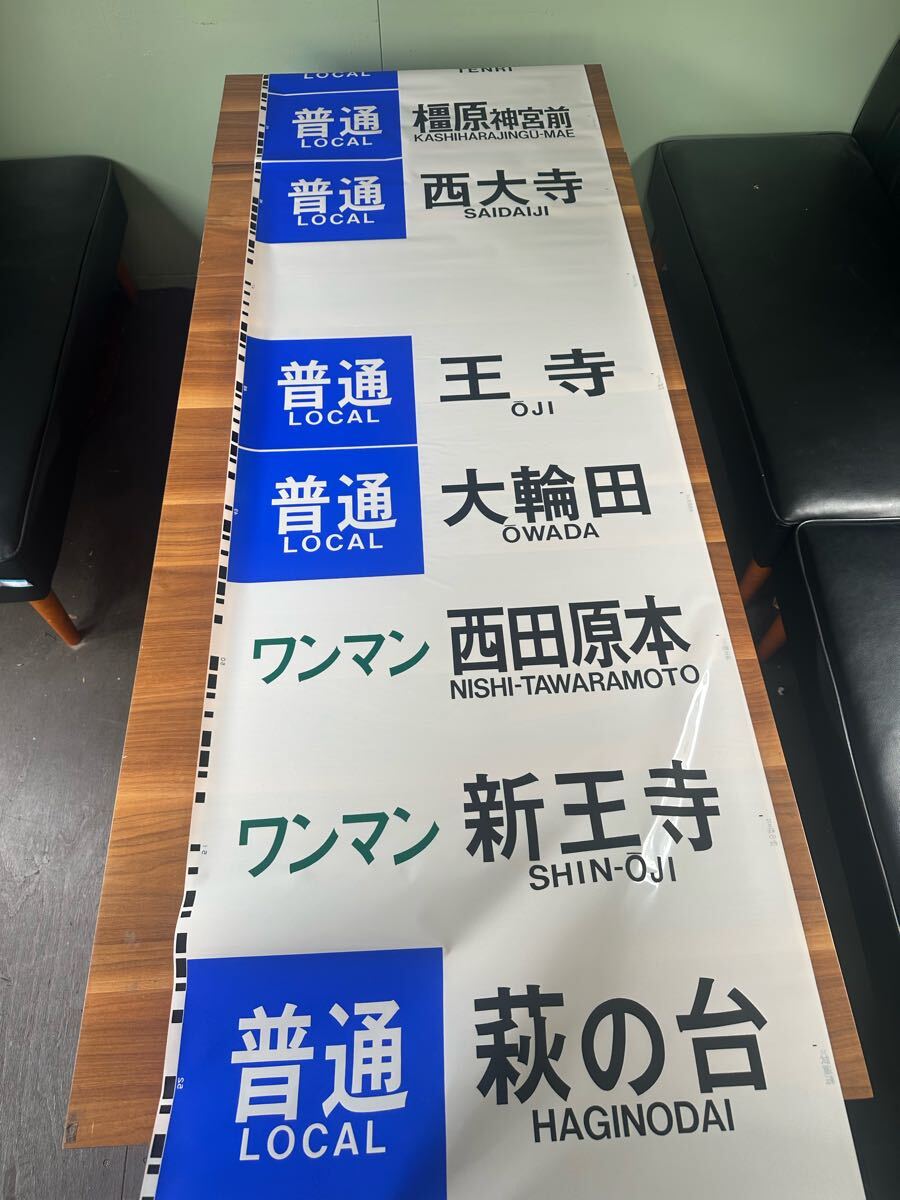 LOCAL TENRI
普通 橿原神宮前
LOCAL KASHIHARAJINGU-MAE
普通 西大寺
LOCAL SAIDAIJI
普通 王寺
LOCAL ŌJI
普通 大輪田
LOCAL ŌWADA
ワンマン 西田原本
NISHI-TAWARAMOTO
ワンマン 新王寺
SHIN-ŌJI
普通 萩の台
LOCAL HAGINODAI